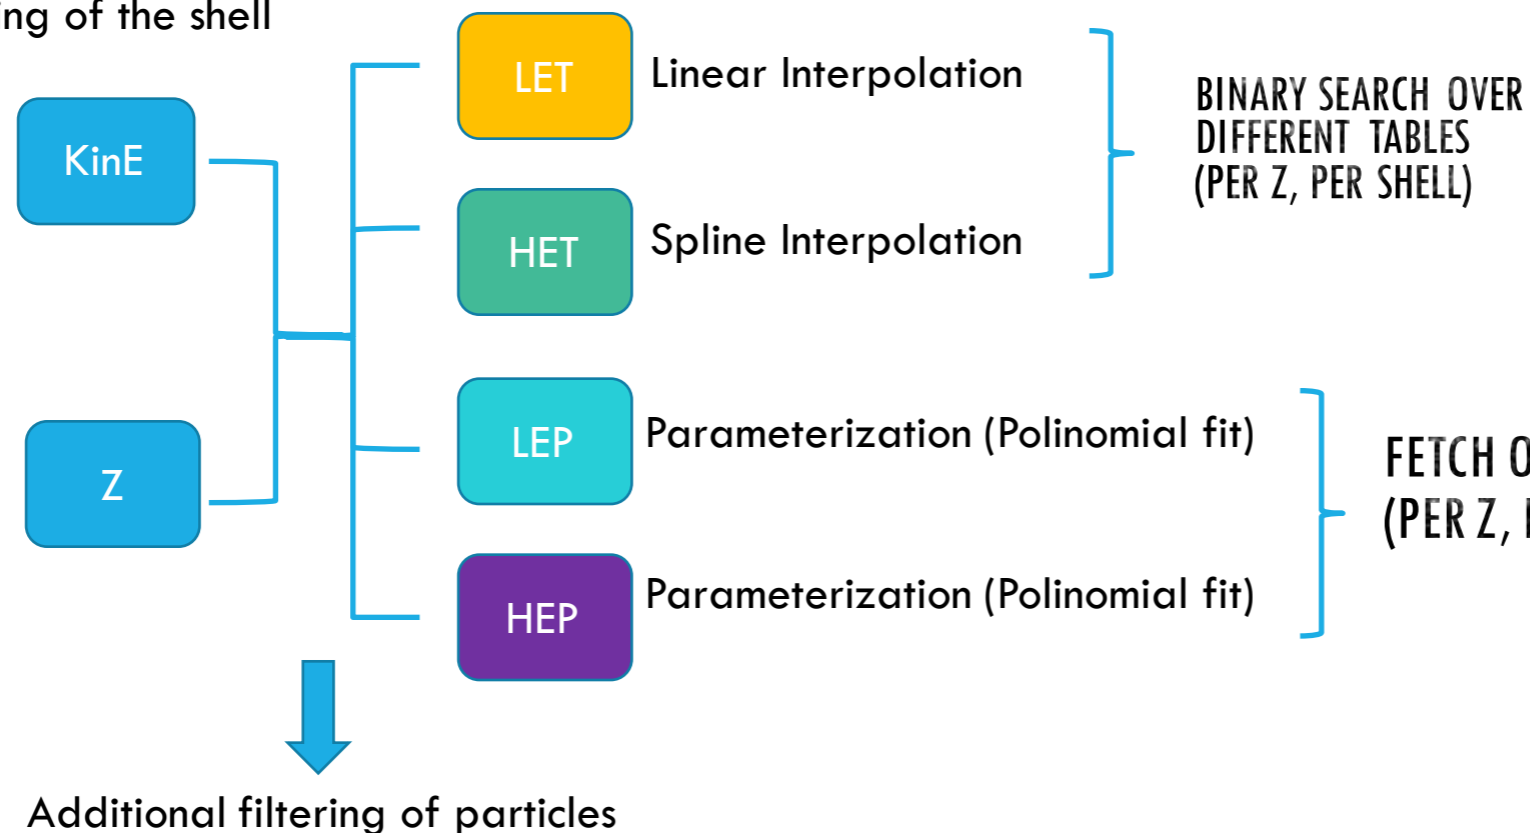 of the shell
KinE
Z
LET
Linear Interpolation
HET
Spline Interpolation
BINARY SEARCH OVER
DIFFERENT TABLES
(PER Z, PER SHELL)
LEP
Parameterization (Polinomial fit)
HEP
Parameterization (Polinomial fit)
FETCH
(PER Z,
Additional filtering of particles